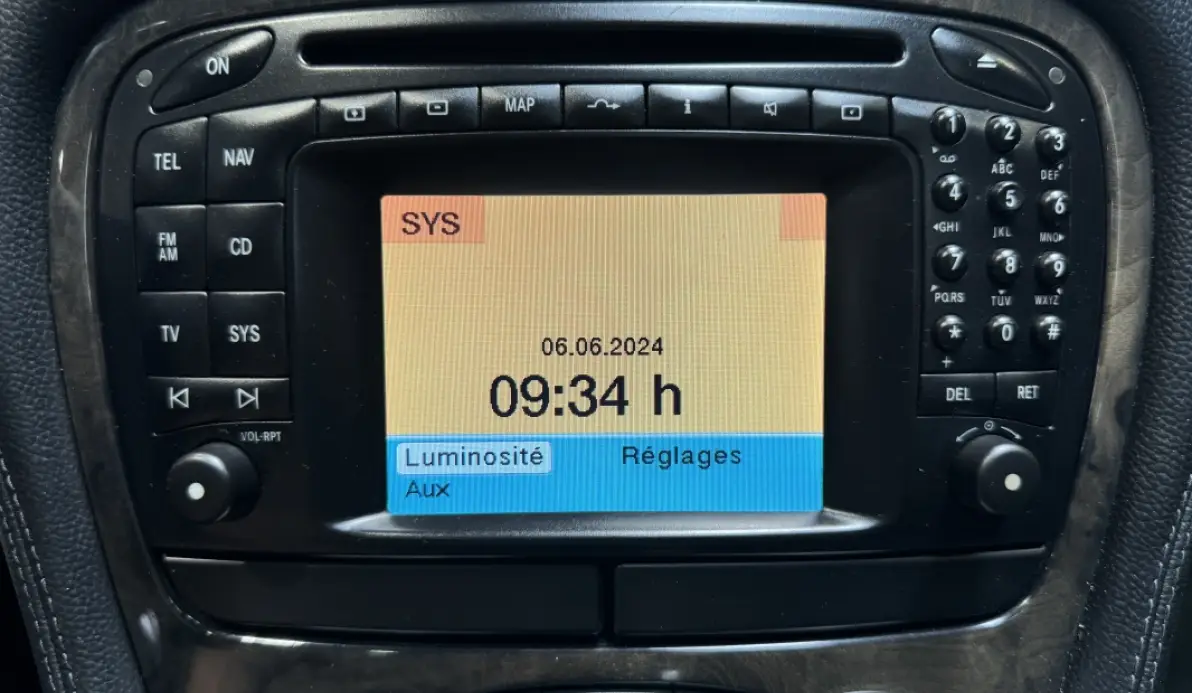 ON
MAP
i
TEL
NAV
FM
AM
CD
TV
SYS
VOL-RPT
SYS
06.06.2024
09:34 h
Luminosité
Réglages
Aux
1
2
3
ABC
DEF
4
5
6
GHI
JKL
MNO
7
8
9
PQRS
TUV
WXYZ
*
0
#
+
DEL
RET